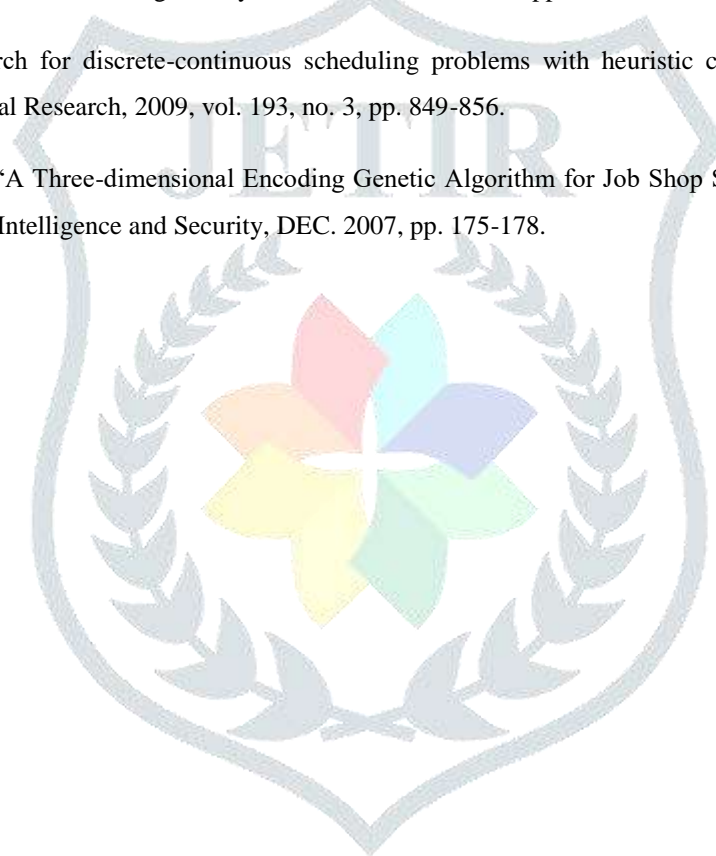 rch for discrete-continuous scheduling problems with heuristic c
al Research, 2009, vol. 193, no. 3, pp. 849-856.
JETIR
“A Three-dimensional Encoding Genetic Algorithm for Job Shop S
Intelligence and Security, DEC. 2007, pp. 175-178.